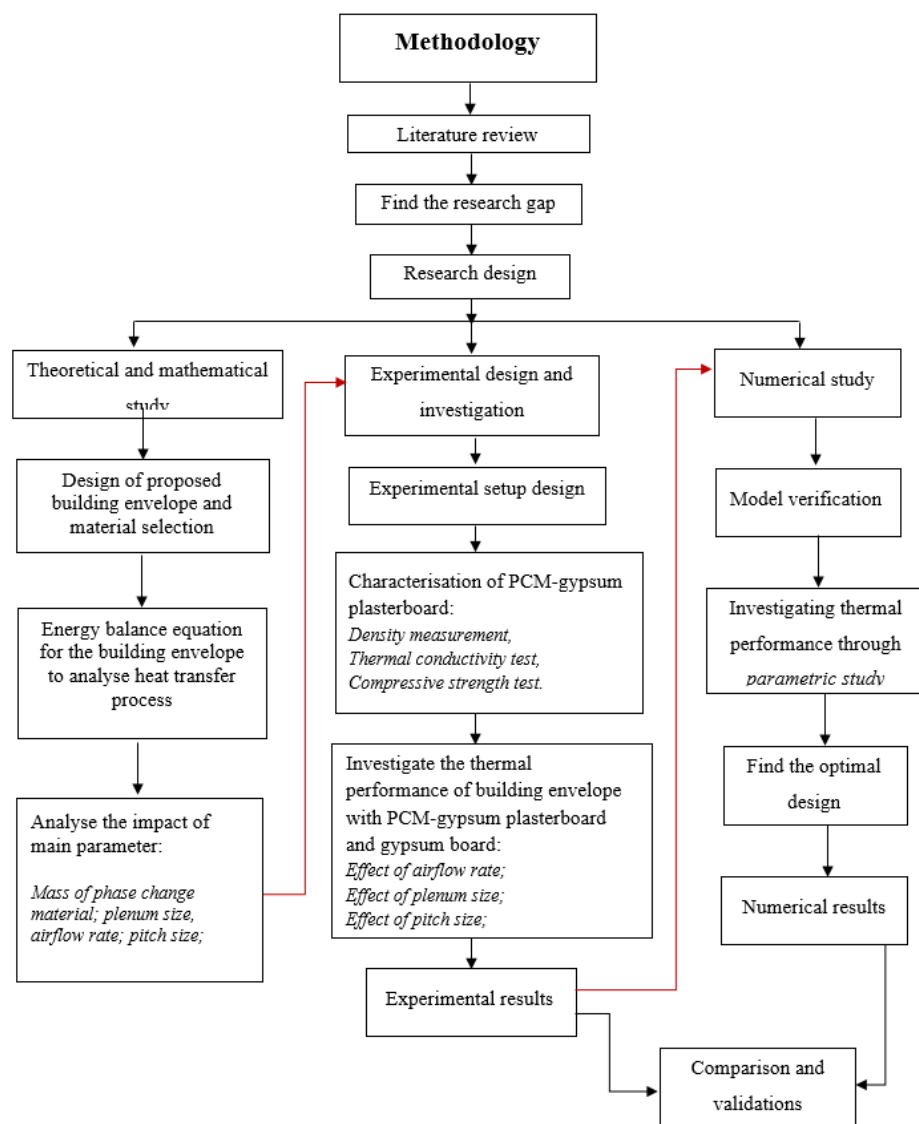 Methodology
Literature review
Find the research gap
Research design
Theoretical and mathematical
study
Design of proposed
building envelope and
material selection
Energy balance equation
for the building envelope
to analyse heat transfer
process
Analyse the impact of
main parameter:
Mass of phase change
material; plenum size,
airflow rate; pitch size;
Experimental design and
investigation
Experimental setup design
Characterisation of PCM-gypsum
plasterboard:
Density measurement,
Thermal conductivity test,
Compressive strength test.
Investigate the thermal
performance of building envelope
with PCM-gypsum plasterboard
and gypsum board:
Effect of airflow rate;
Effect of plenum size;
Effect of pitch size;
Experimental results
Numerical study
Model verification
Investigating thermal
performance through
parametric study
Find the optimal
design
Numerical results
Comparison and
validations